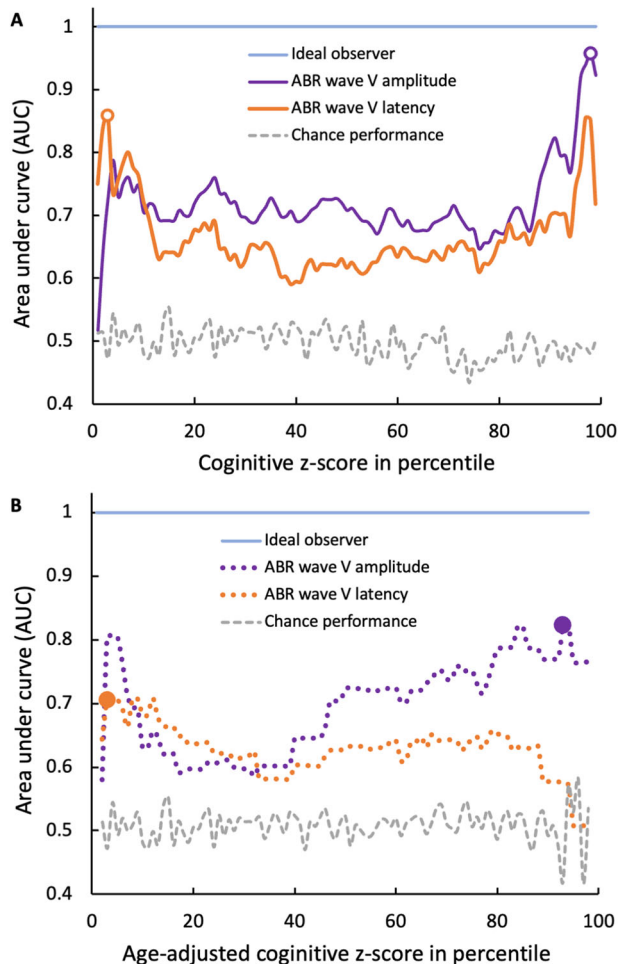 A
1
Ideal observer
ABR wave V amplitude
0.9
ABR wave V latency
Chance performance
0.8
0.7
0.6
0.5
0.4
0
20
40
60
80
100
Area under curve (AUC)
Coginitive z-score in percentile
B
1
Ideal observer
0.9
ABR wave V amplitude
ABR wave V latency
Chance performance
0.8
0.7
0.6
0.5
0.4
0
20
40
60
80
100
Area under curve (AUC)
Age-adjusted coginitive z-score in percentile